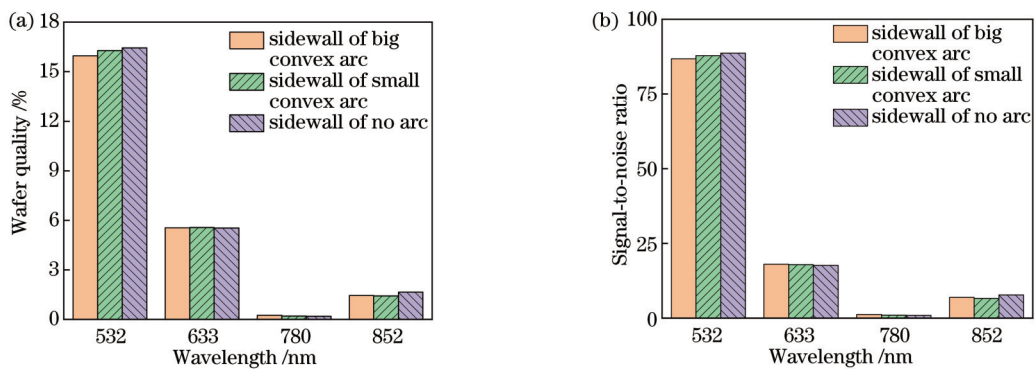 (a)
18
15
12
9
6
3
0
Wafer quality /%
sidewall of big
convex arc
sidewall of small
convex arc
sidewall of no arc
532 633 780 852
Wavelength /nm
(b)
100
75
50
25
0
Signal-to-noise ratio
sidewall of big
convex arc
sidewall of small
convex arc
sidewall of no arc
532 633 780 852
Wavelength /nm